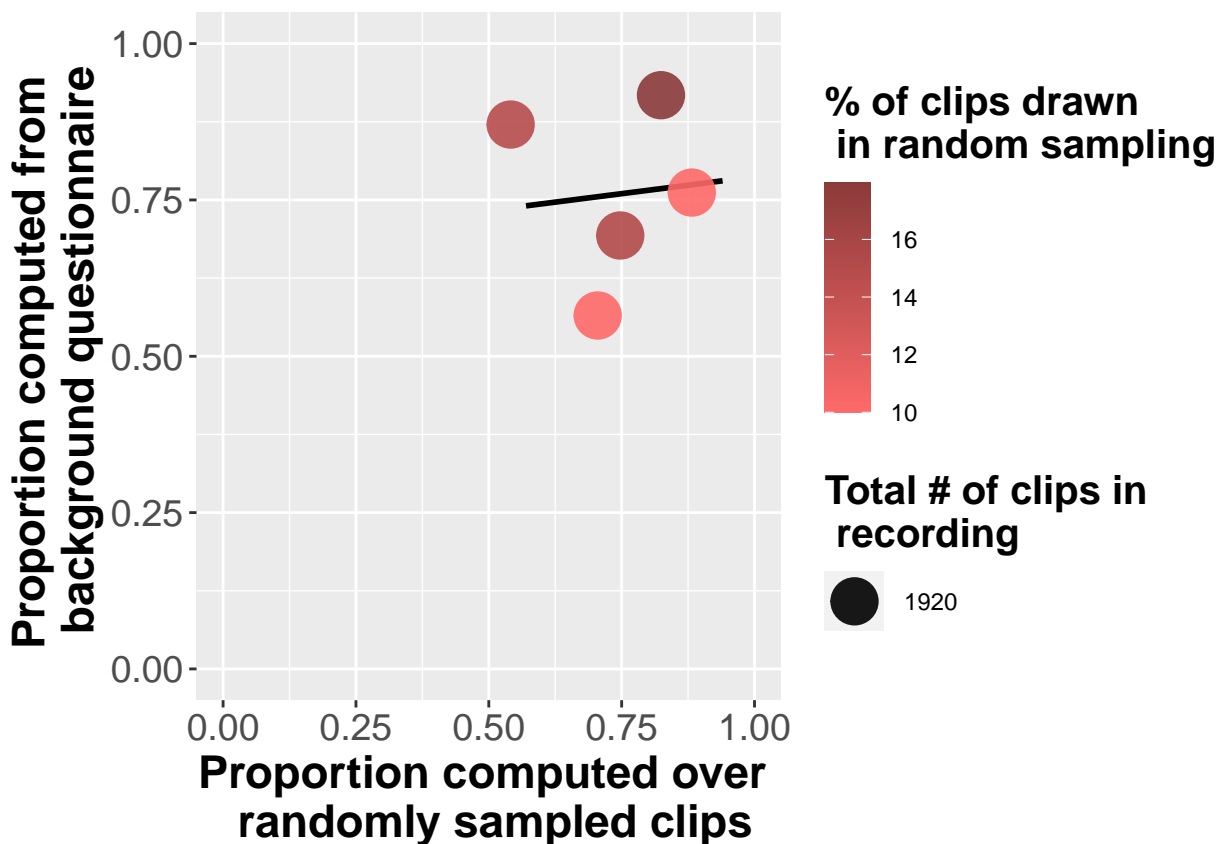 Proportion computed from
background questionnaire
1.00
0.75
0.50
0.25
0.00
0.00 0.25 0.50 0.75 1.00
Proportion computed over
randomly sampled clips
% of clips drawn
in random sampling
16
14
12
10
Total # of clips in
recording
1920